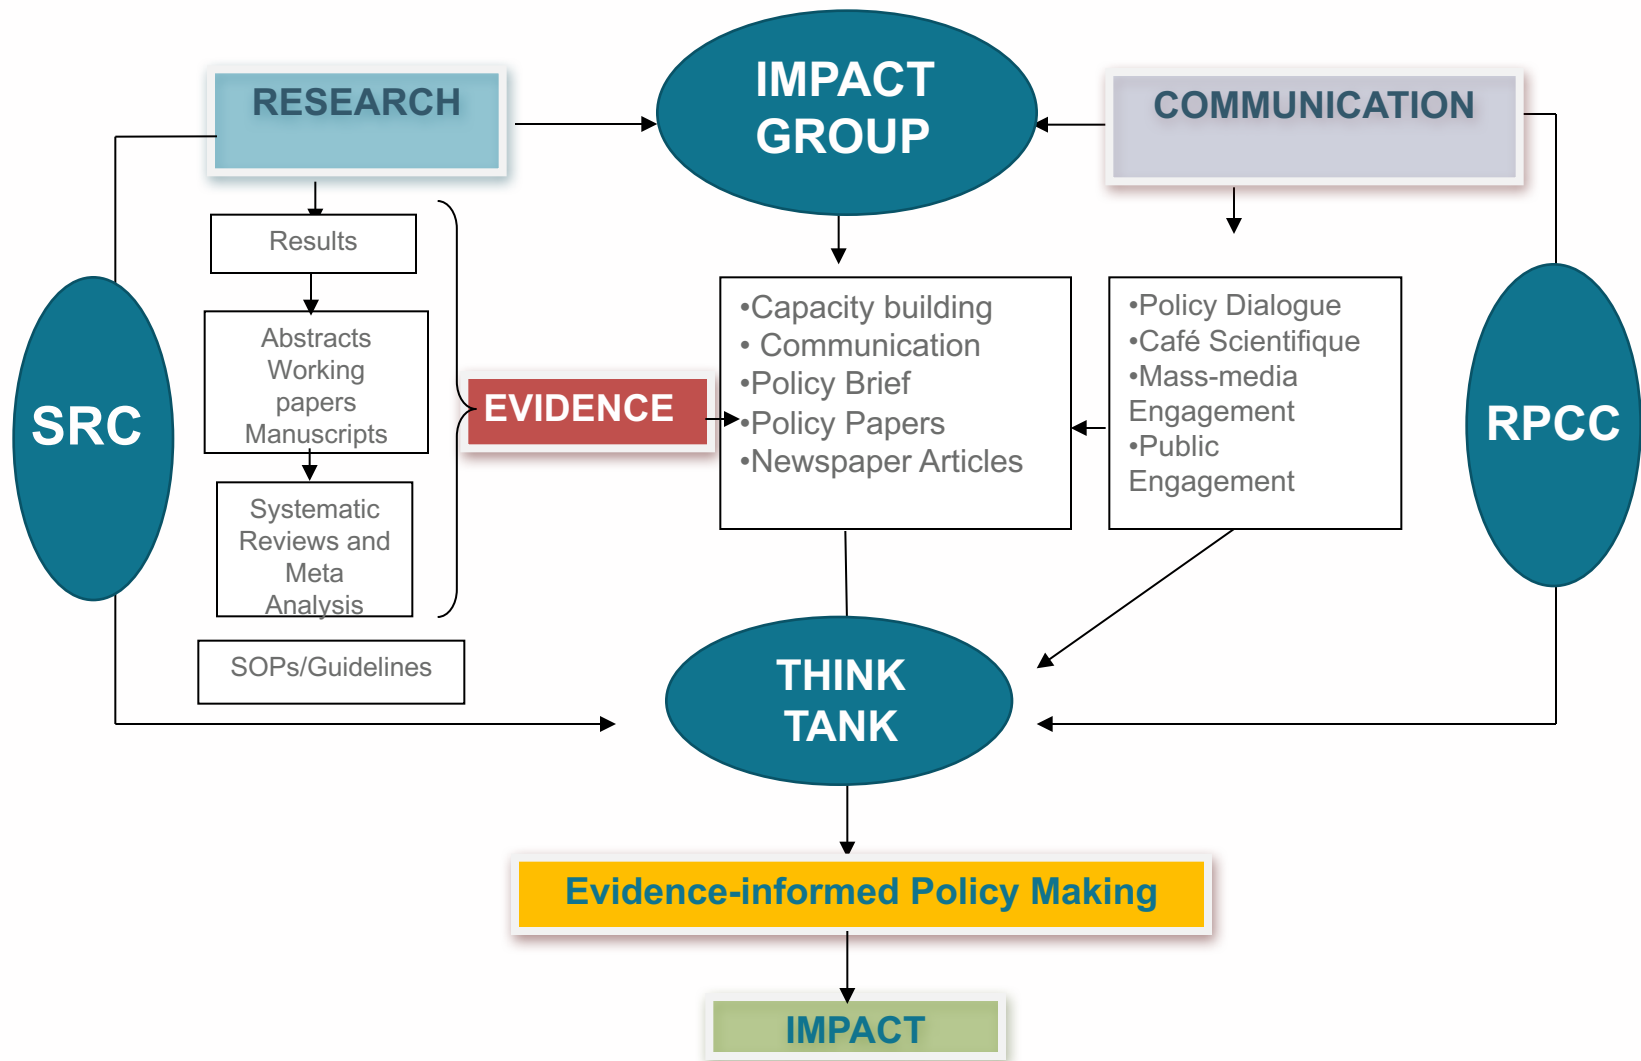 RESEARCH
IMPACT
GROUP
COMMUNICATION
Results
Abstracts
Working
papers
Manuscripts
Systematic
Reviews and
Meta
Analysis
SOPs/Guidelines
SRC
EVIDENCE
•Capacity building
• Communication
•Policy Brief
•Policy Papers
•Newspaper Articles
•Policy Dialogue
•Café Scientifique
•Mass-media
Engagement
•Public
Engagement
RPCC
THINK
TANK
Evidence-informed Policy Making
IMPACT